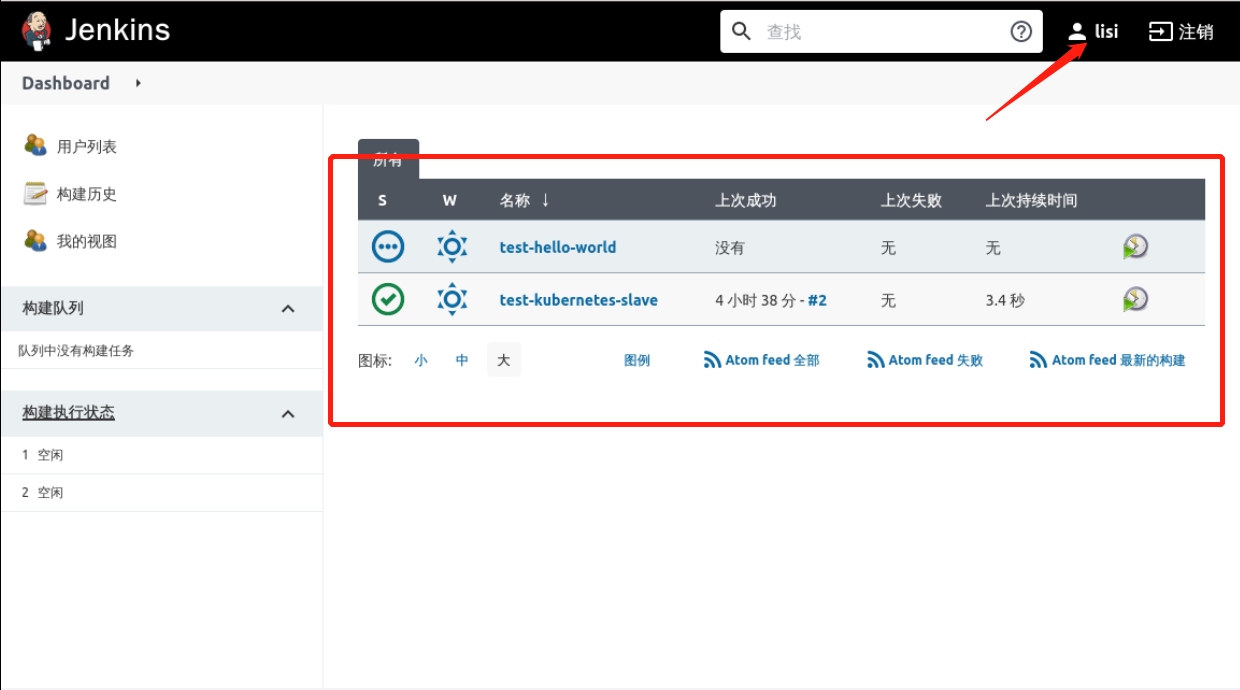 Jenkins
查找
lisi
注销
Dashboard
用户列表
构建历史
我的视图
构建队列
队列中没有构建任务
构建执行状态
1 空闲
2 空闲
所有
S W 名称 ↓ 上次成功 上次失败 上次持续时间
test-hello-world 没有 无 无
test-kubernetes-slave 4 小时 38 分 - #2 无 3.4 秒
图标: 小 中 大 图例 Atom feed 全部 Atom feed 失败 Atom feed 最新的构建